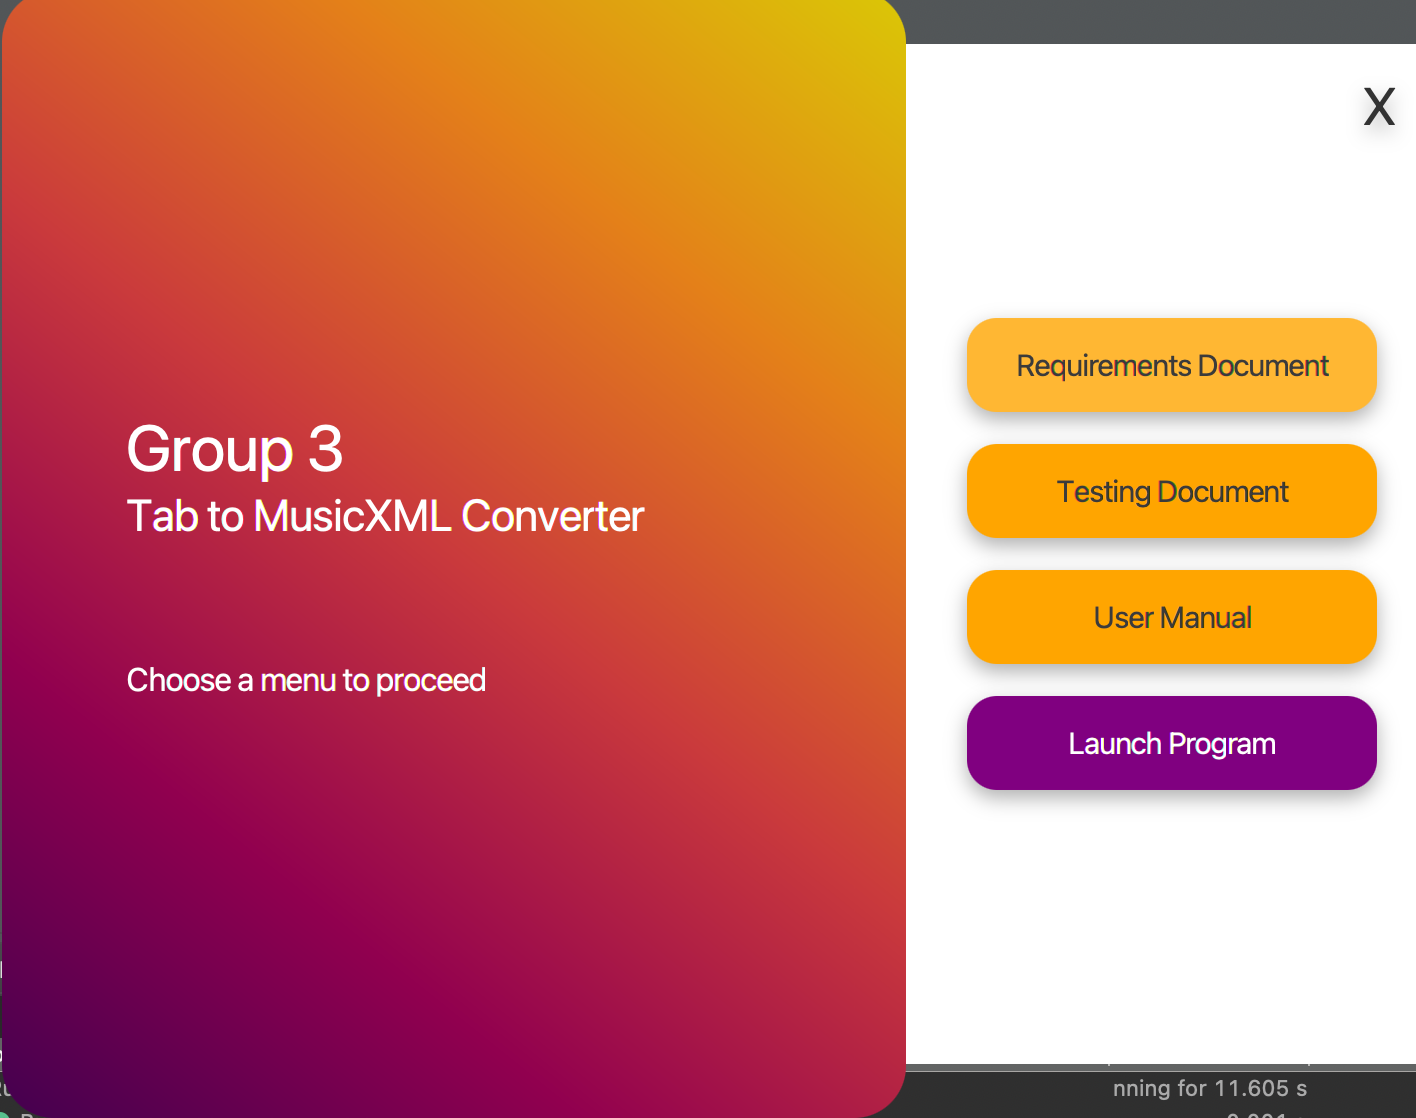 X
Group 3
Tab to MusicXML Converter
Choose a menu to proceed
Requirements Document
Testing Document
User Manual
Launch Program
nning for 11.605 s